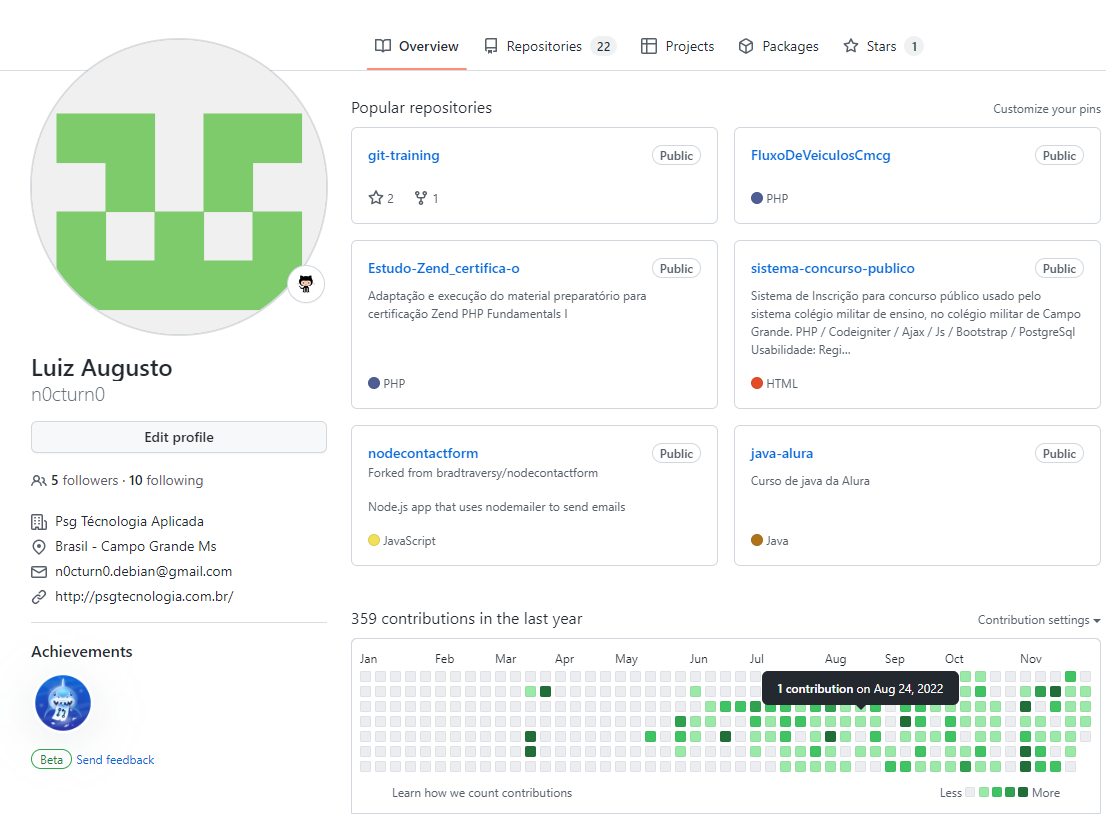 Overview Repositories 22 Projects Packages Stars 1
Luiz Augusto
n0cturn0
Edit profile
5 followers · 10 following
Psg Técnologia Aplicada
Brasil - Campo Grande Ms
n0cturn0.debian@gmail.com
http://psgtecnologia.com.br/
Achievements
Beta Send feedback
Popular repositories
Customize your pins
git-training Public
2 1
FluxoDeVeiculosCmcg Public
PHP
Estudo-Zend_certifica-o Public
Adaptação e execução do material preparatório para
certificação Zend PHP Fundamentals I
PHP
sistema-concurso-publico Public
Sistema de Inscrição para concurso público usado pelo
sistema colégio militar de ensino, no colégio militar de Campo
Grande. PHP / Codeigniter / Ajax / Js / Bootstrap / PostgreSql
Usabilidade: Regi...
HTML
nodecontactform Public
Forked from bradtraversy/nodecontactform
Node.js app that uses nodemailer to send emails
JavaScript
java-alura Public
Curso de java da Alura
Java
359 contributions in the last year
Contribution settings
Jan Feb Mar Apr May Jun Jul Aug Sep Oct Nov
1 contribution on Aug 24, 2022
Learn how we count contributions
Less More